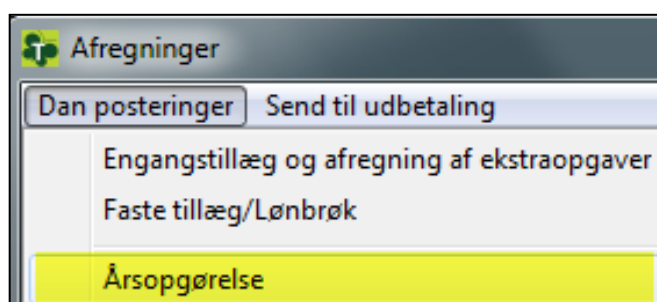 Afregninger
Dan posteringer Send til udbetaling
Engangstillæg og afregning af ekstraopgaver
Faste tillæg/Lønbrøk
Årsopgørelse